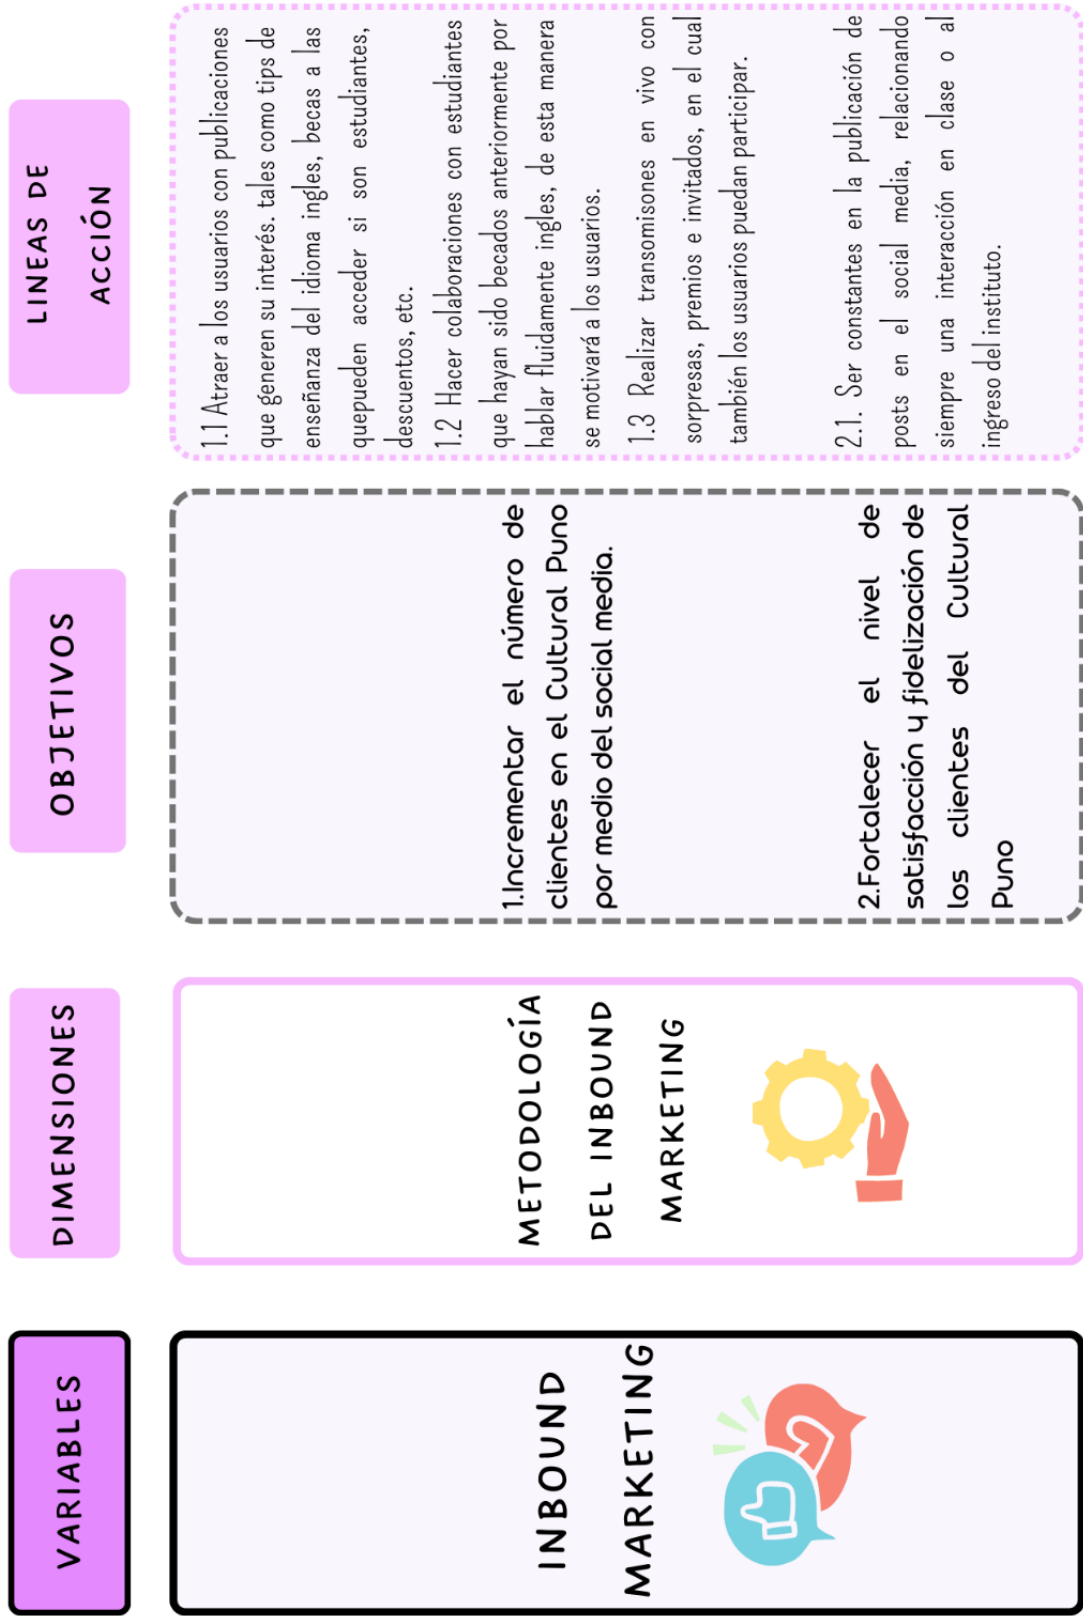 VARIABLES
DIMENSIONES
OBJETIVOS
LINEAS DE
ACCIÓN
INBOUND
MARKETING
METODOLOGÍA
DEL INBOUND
MARKETING
1.Incrementar el número de
clientes en el Cultural Puno
por medio del social media.
2.Fortalecer el nivel de
satisfacción y fidelización de
los clientes del Cultural
Puno
1.1 Atraer a los usuarios con publicaciones
que generen su interés. tales como tips de
enseñanza del idioma ingles, becas a las
quepueden acceder si son estudiantes,
descuentos, etc.
1.2 Hacer colaboraciones con estudiantes
que hayan sido becados anteriormente por
hablar fluidamente ingles, de esta manera
se motivará a los usuarios.
1.3 Realizar transomisones en vivo con
sorpresas, premios e invitados, en el cual
también los usuarios puedan participar.
2.1. Ser constantes en la publicación de
posts en el social media, relacionando
siempre una interacción en clase o al
ingreso del instituto.